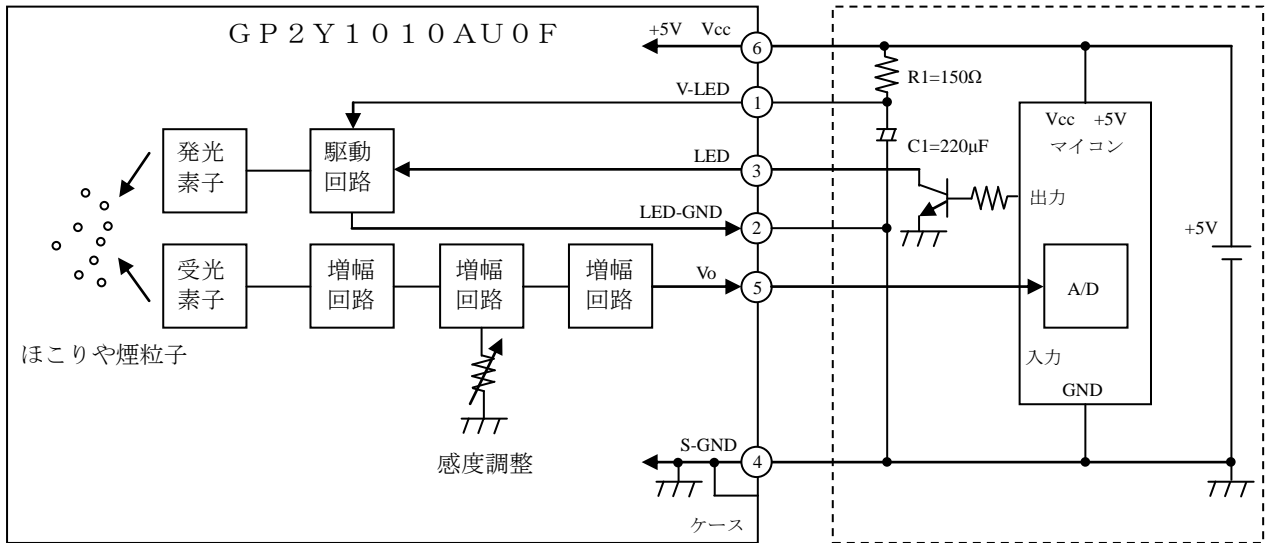 GP2Y1010AU0F
+5V Vcc
6
R1=150Ω
V-LED
1
Vcc +5V
マイコン
C1=220μF
発光
素子
駆動
回路
LED
3
出力
LED-GND
2
+5V
受光
素子
増幅
回路
増幅
回路
増幅
回路
Vo
5
A/D
ほこりや煙粒子
入力
GND
感度調整
S-GND
4
ケース